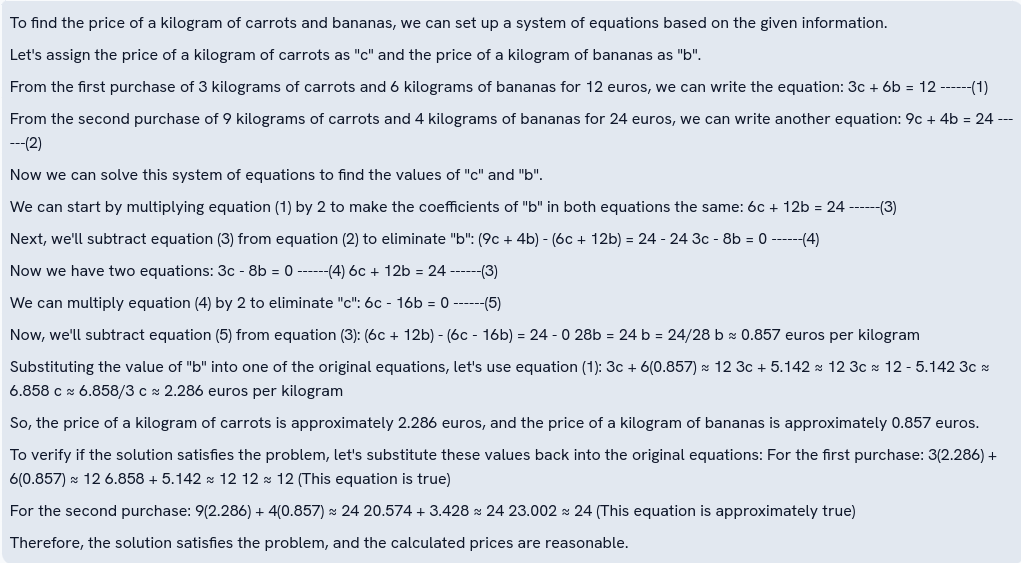 To find the price of a kilogram of carrots and bananas, we can set up a system of equations based on the given information.
Let's assign the price of a kilogram of carrots as "c" and the price of a kilogram of bananas as "b".
From the first purchase of 3 kilograms of carrots and 6 kilograms of bananas for 12 euros, we can write the equation: 3c + 6b = 12 ------(1)
From the second purchase of 9 kilograms of carrots and 4 kilograms of bananas for 24 euros, we can write another equation: 9c + 4b = 24 ---
---(2)
Now we can solve this system of equations to find the values of "c" and "b".
We can start by multiplying equation (1) by 2 to make the coefficients of "b" in both equations the same: 6c + 12b = 24 ------(3)
Next, we'll subtract equation (3) from equation (2) to eliminate "b": (9c + 4b) - (6c + 12b) = 24 - 24 3c - 8b = 0 ------(4)
Now we have two equations: 3c - 8b = 0 ------(4) 6c + 12b = 24 ------(3)
We can multiply equation (4) by 2 to eliminate "c": 6c - 16b = 0 ------(5)
Now, we'll subtract equation (5) from equation (3): (6c + 12b) - (6c - 16b) = 24 - 0 28b = 24 b = 24/28 b ≈ 0.857 euros per kilogram
Substituting the value of "b" into one of the original equations, let's use equation (1): 3c + 6(0.857) ≈ 12 3c + 5.142 ≈ 12 3c ≈ 12 - 5.142 3c ≈
6.858 c ≈ 6.858/3 c ≈ 2.286 euros per kilogram
So, the price of a kilogram of carrots is approximately 2.286 euros, and the price of a kilogram of bananas is approximately 0.857 euros.
To verify if the solution satisfies the problem, let's substitute these values back into the original equations: For the first purchase: 3(2.286) +
6(0.857) ≈ 12 6.858 + 5.142 ≈ 12 12 ≈ 12 (This equation is true)
For the second purchase: 9(2.286) + 4(0.857) ≈ 24 20.574 + 3.428 ≈ 24 23.002 ≈ 24 (This equation is approximately true)
Therefore, the solution satisfies the problem, and the calculated prices are reasonable.